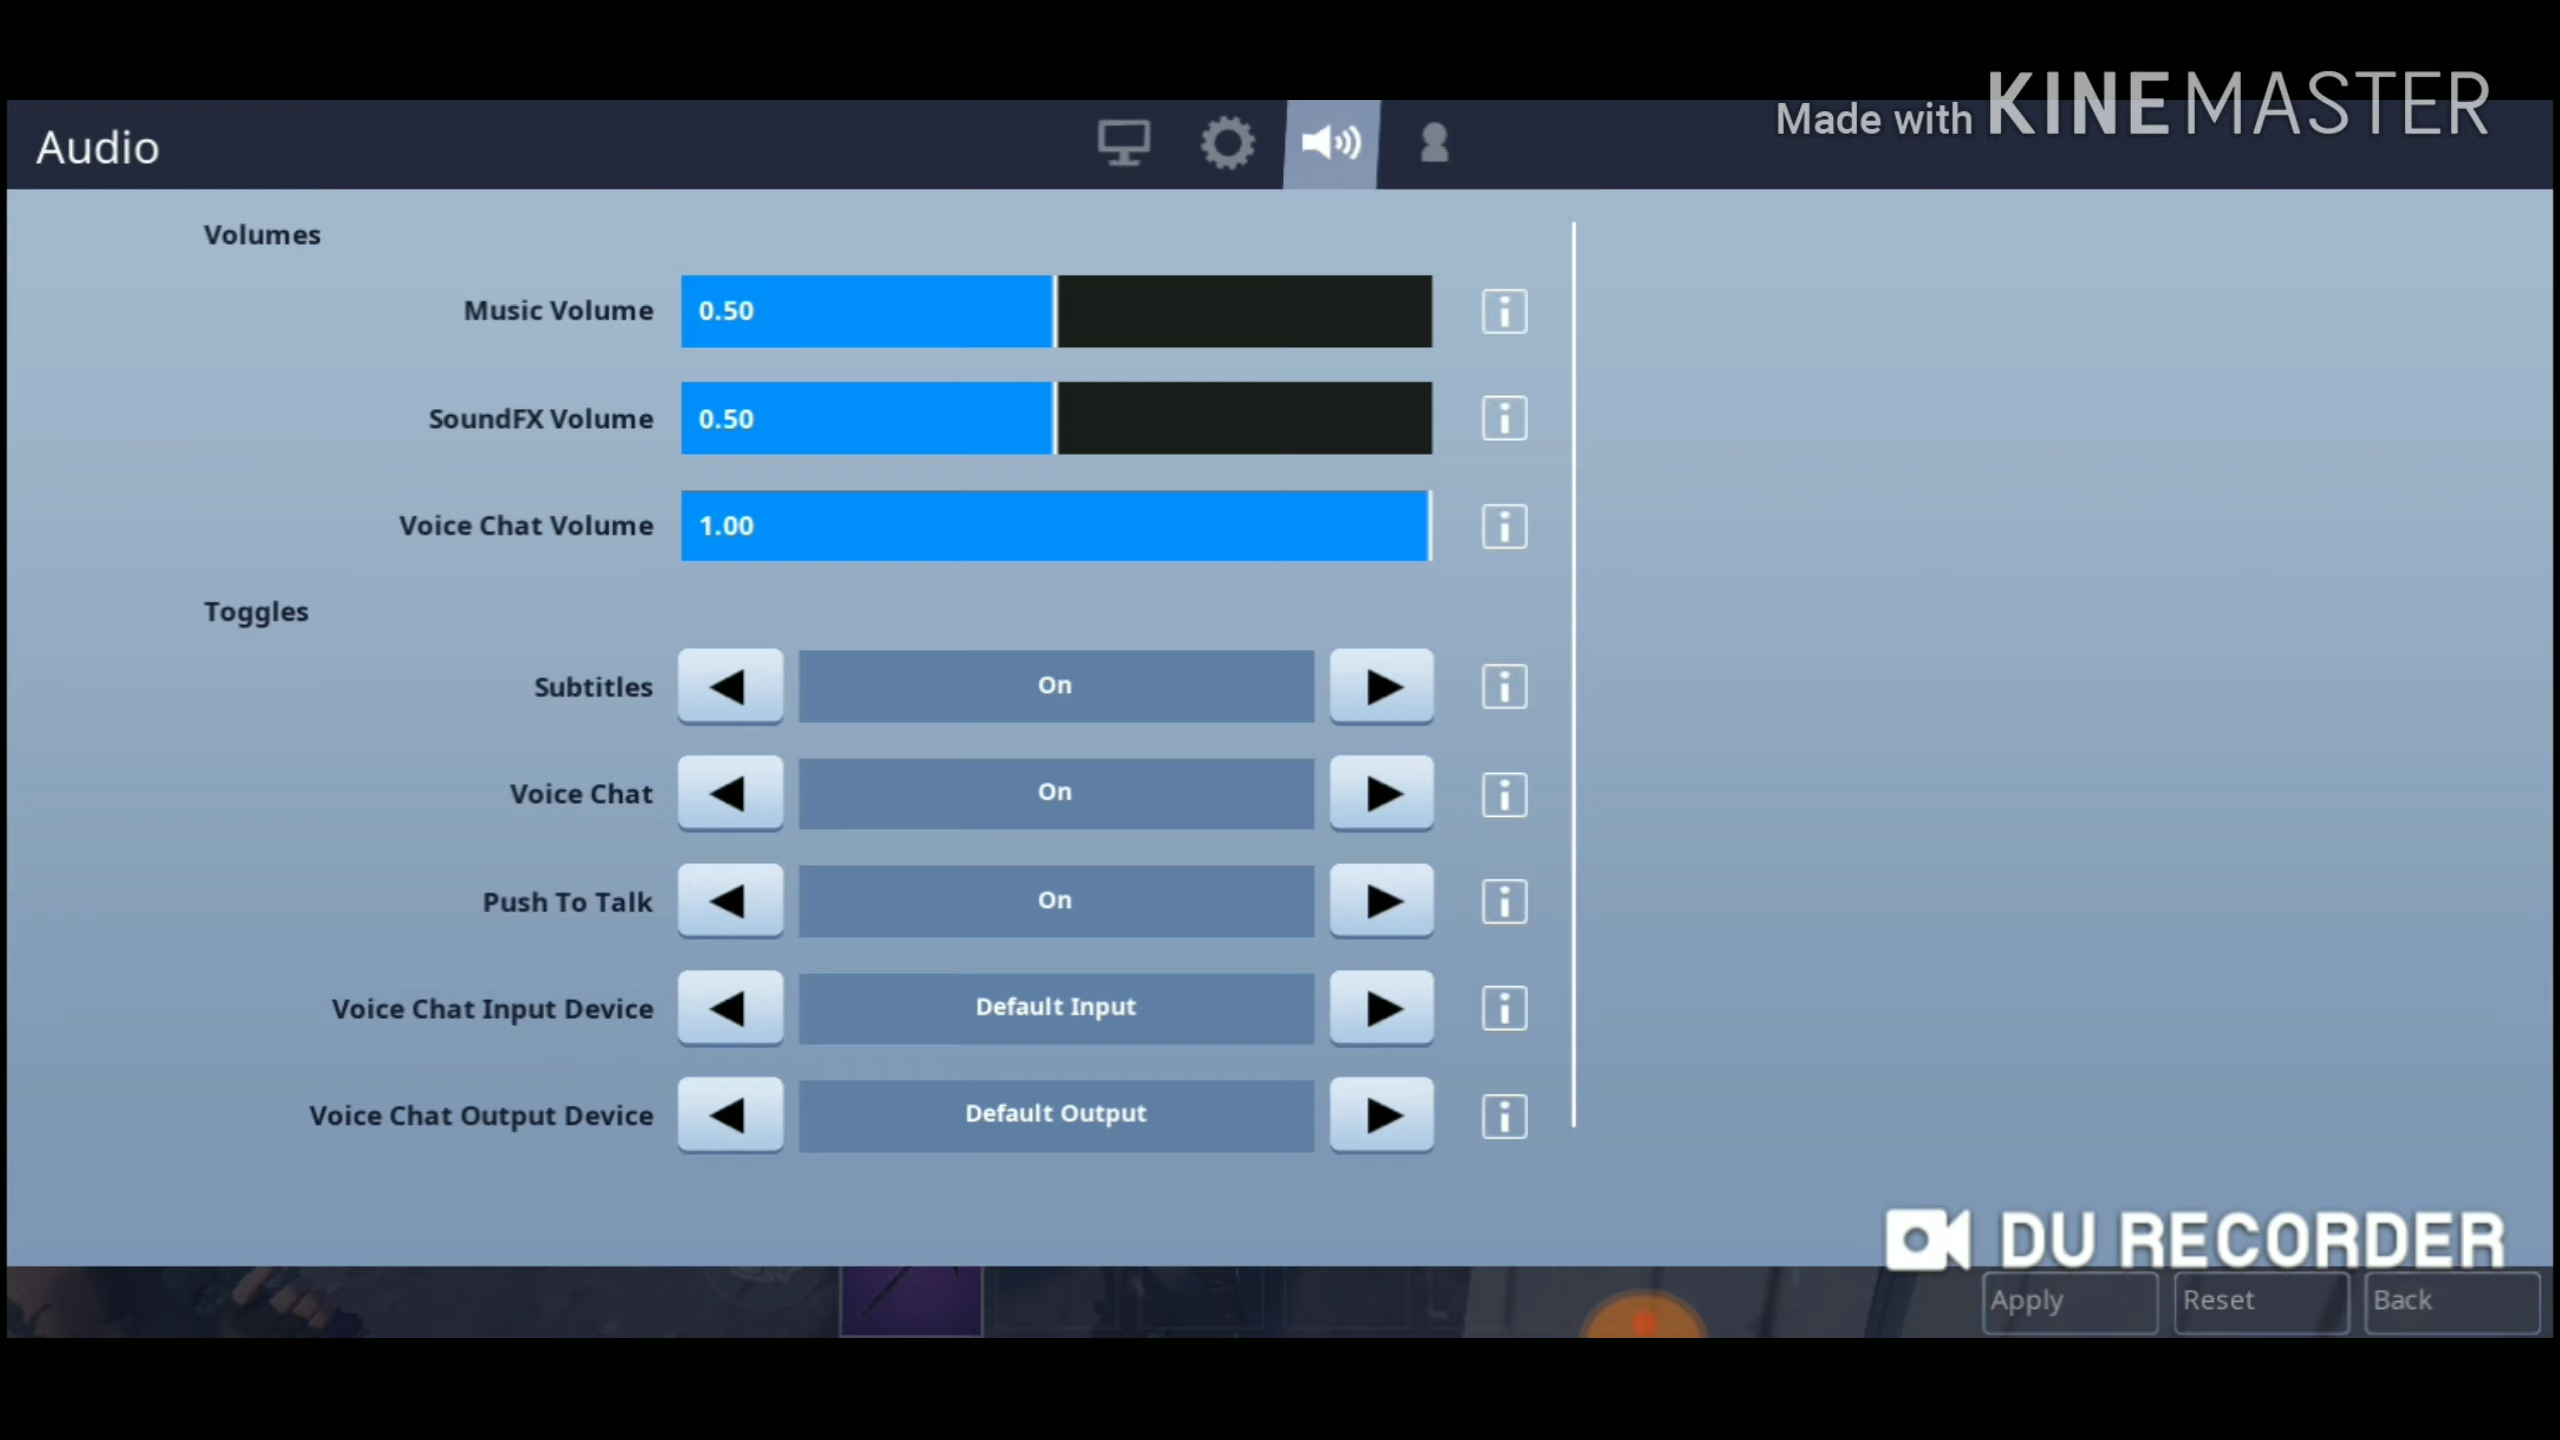 Made with KINEMASTER
Audio
Volumes
Music Volume 0.50
SoundFX Volume 0.50
Voice Chat Volume 1.00
Toggles
Subtitles On
Voice Chat On
Push To Talk On
Voice Chat Input Device Default Input
Voice Chat Output Device Default Output
DU RECORDER
Apply Reset Back